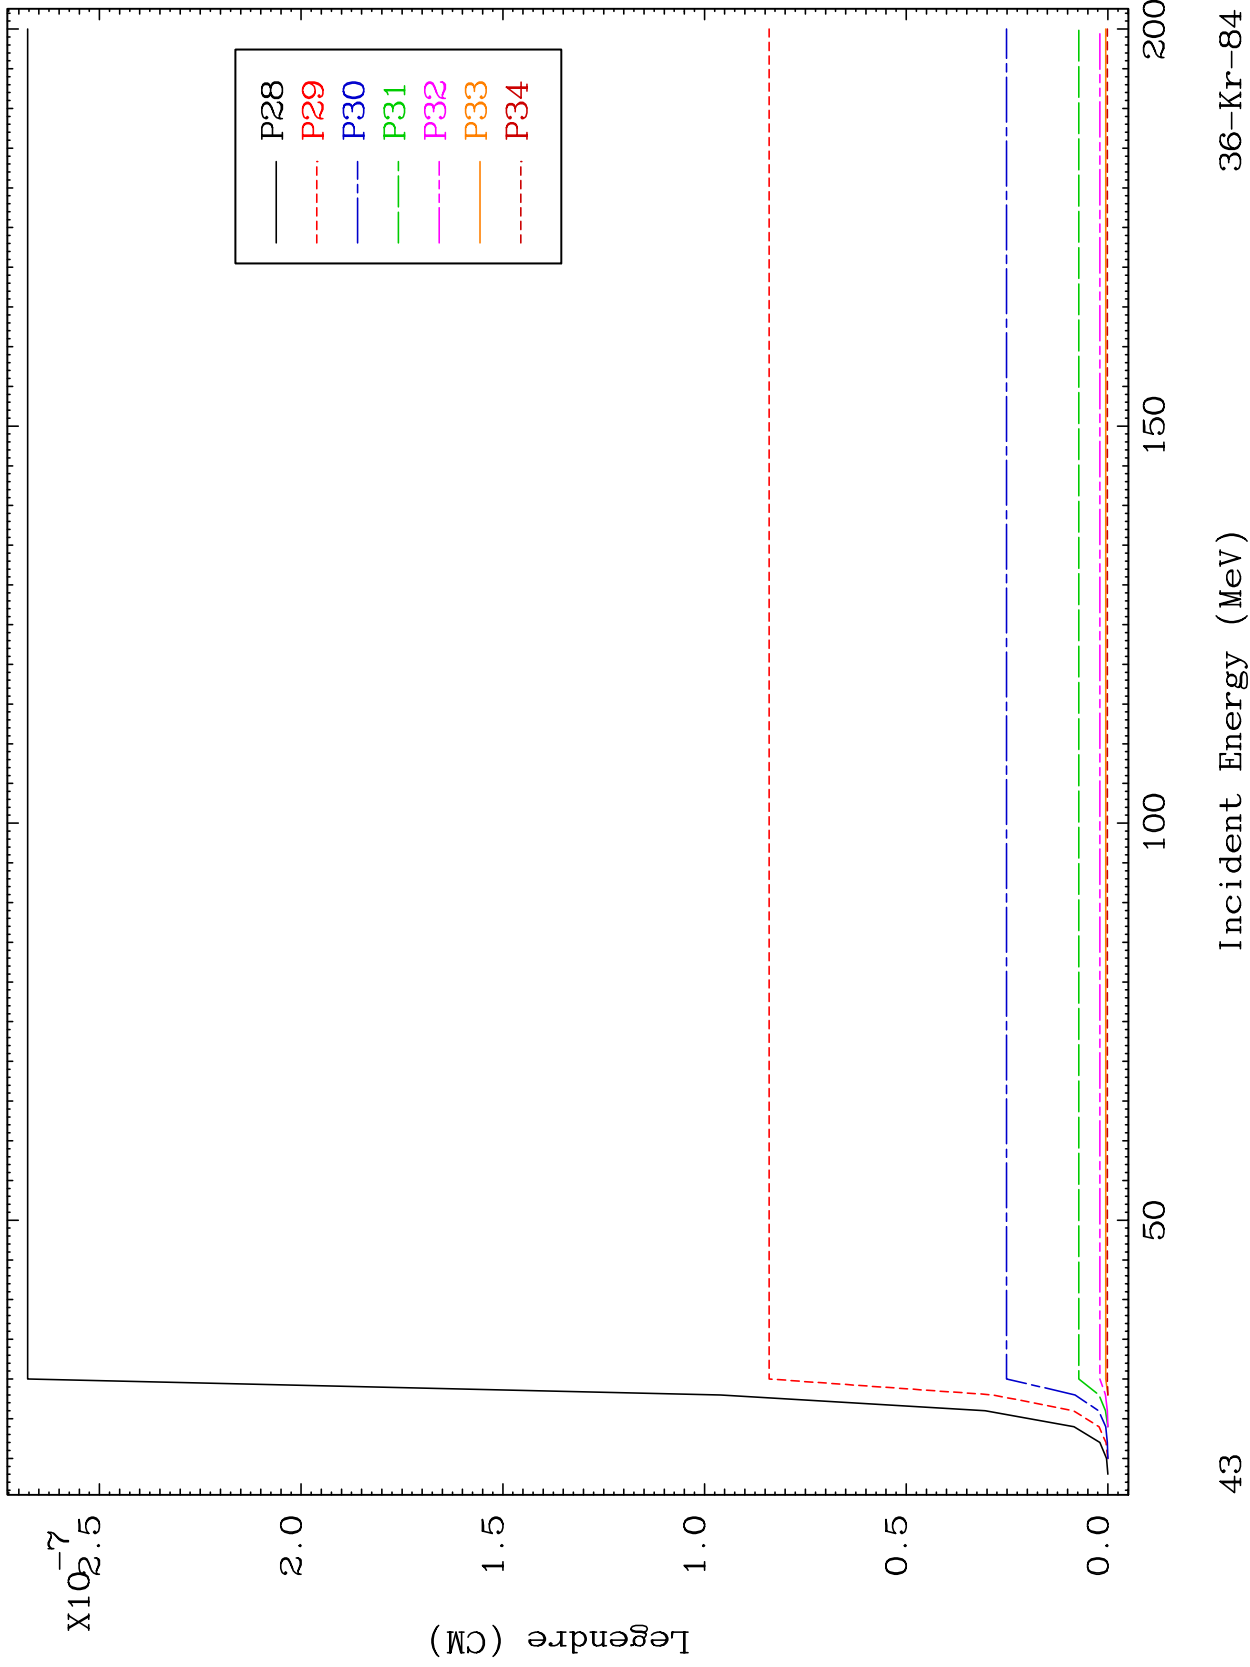 X10-7
2.5
2.0
1.5
1.0
0.5
0.0
Legendre (CM)
P28
P29
P30
P31
P32
P33
P34
50
100
150
200
Incident Energy (MeV)
43
36-Kr-84